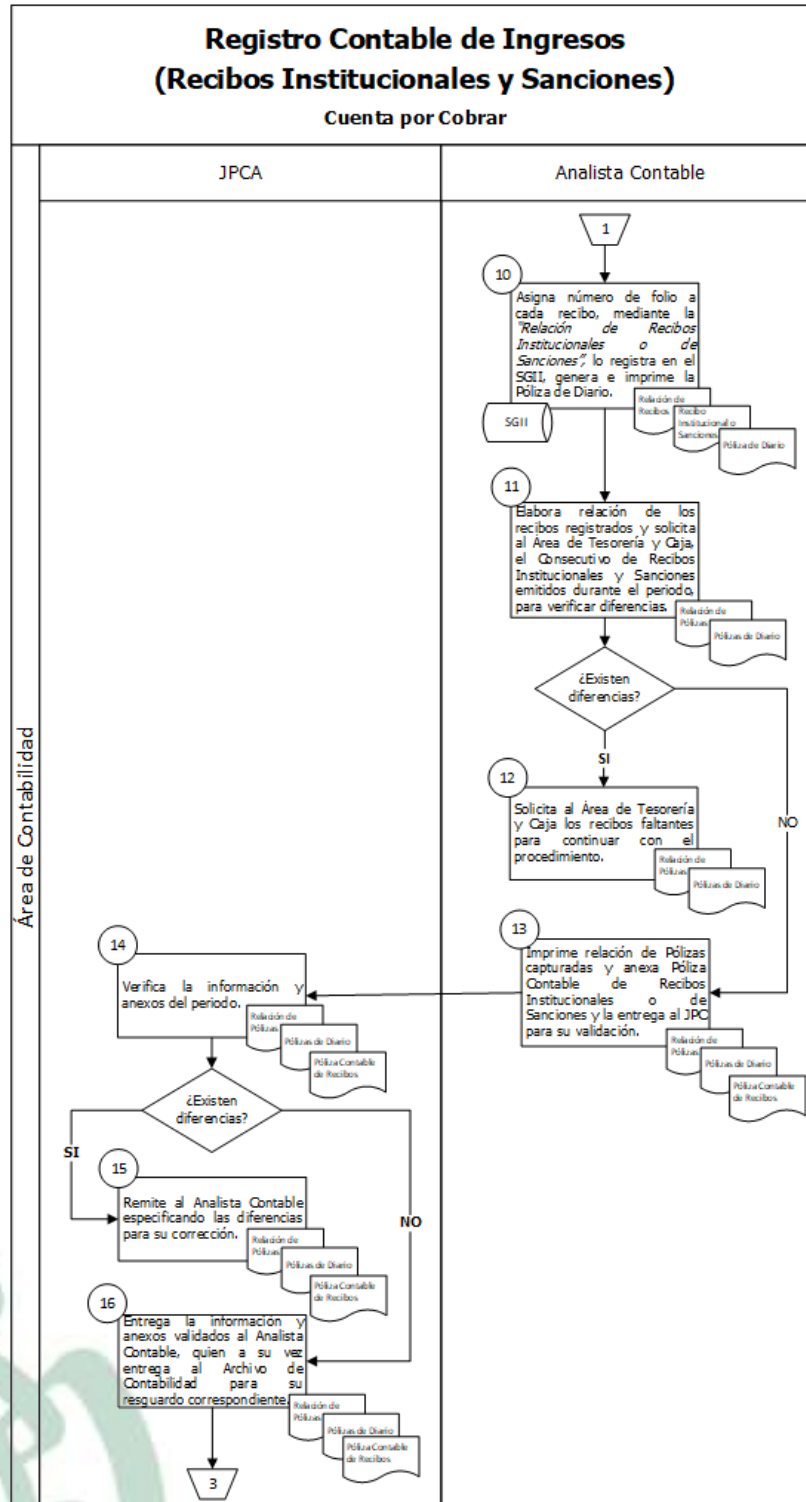 Registro Contable de Ingresos
(Recibos Institucionales y Sanciones)
Cuenta por Cobrar
JPCA
Analista Contable
Área de Contabilidad
1
10
Asigna número de folio a
cada recibo, mediante la
"Relación de Recibos
Institucionales o de
Sanciones", lo registra en el
SGII, genera e imprime la
Póliza de Diario.
SGII
Relación de
Recibos
Recibo
Institucional o
Sanciones
Póliza de Diario
11
Elabora relación de los
recibos registrados y solicita
al Área de Tesorería y Caja,
el Consecutivo de Recibos
Institucionales y Sanciones
emitidos durante el periodo,
para verificar diferencias.
Relación de
Pólizas
Pólizas de Diario
¿Existen
diferencias?
SI
NO
12
Solicita al Área de Tesorería
y Caja los recibos faltantes
para continuar con el
procedimiento.
Relación de
Pólizas
Pólizas de Diario
13
Imprime relación de Pólizas
capturadas y anexa Póliza
Contable de Recibos
Institucionales o de
Sanciones y la entrega al JPC
para su validación.
Relación de
Pólizas
Pólizas de Diario
Póliza Contable
de Recibos
14
Verifica la información y
anexos del periodo.
Relación de
Pólizas
Pólizas de Diario
Póliza Contable
de Recibos
¿Existen
diferencias?
SI
NO
15
Remite al Analista Contable
especificando las diferencias
para su corrección.
Relación de
Pólizas
Pólizas de Diario
Póliza Contable
de Recibos
16
Entrega la información y
anexos validados al Analista
Contable, quien a su vez
entrega al Archivo de
Contabilidad para su
resguardo correspondiente.
Relación de
Pólizas
Pólizas de Diario
Póliza Contable
de Recibos
3